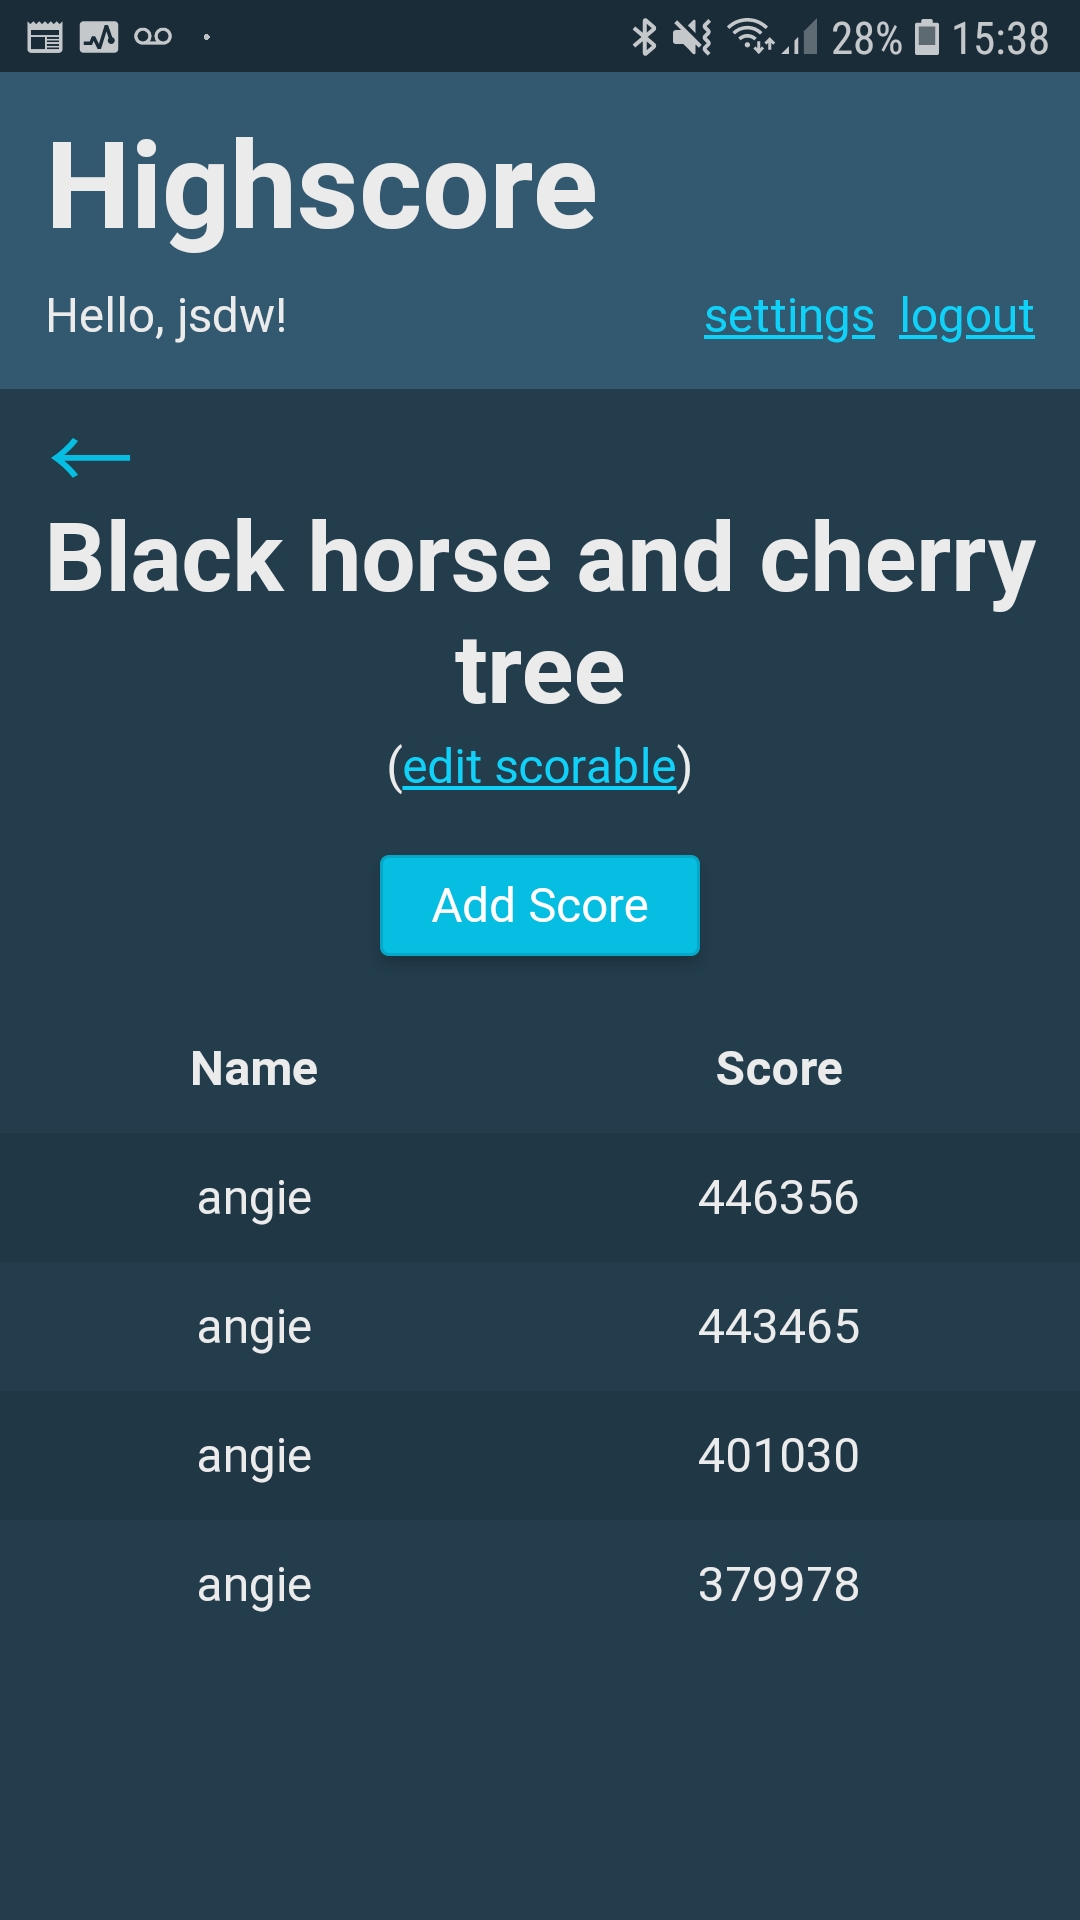 28% 15:38
Highscore
Hello, jsdw! settings logout
Black horse and cherry
tree
(edit scorable)
Add Score
Name Score
angie 446356
angie 443465
angie 401030
angie 379978